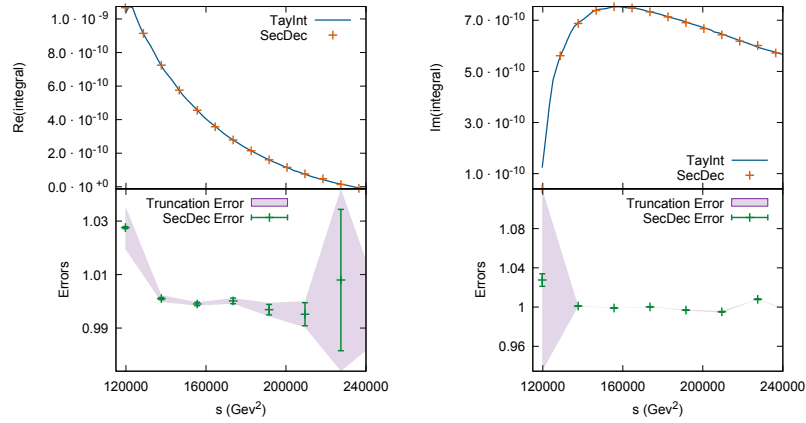 1.0 · 10⁻⁹
8.0 · 10⁻¹⁰
6.0 · 10⁻¹⁰
4.0 · 10⁻¹⁰
2.0 · 10⁻¹⁰
0.0 · 10⁺⁰
Re(integral)
TayInt
SecDec
1.03
1.01
0.99
Errors
Truncation Error
SecDec Error
120000 160000 200000 240000
s (Gev²)
7.0 · 10⁻¹⁰
5.0 · 10⁻¹⁰
3.0 · 10⁻¹⁰
1.0 · 10⁻¹⁰
Im(integral)
TayInt
SecDec
1.08
1.04
1
0.96
Errors
Truncation Error
SecDec Error
120000 160000 200000 240000
s (Gev²)